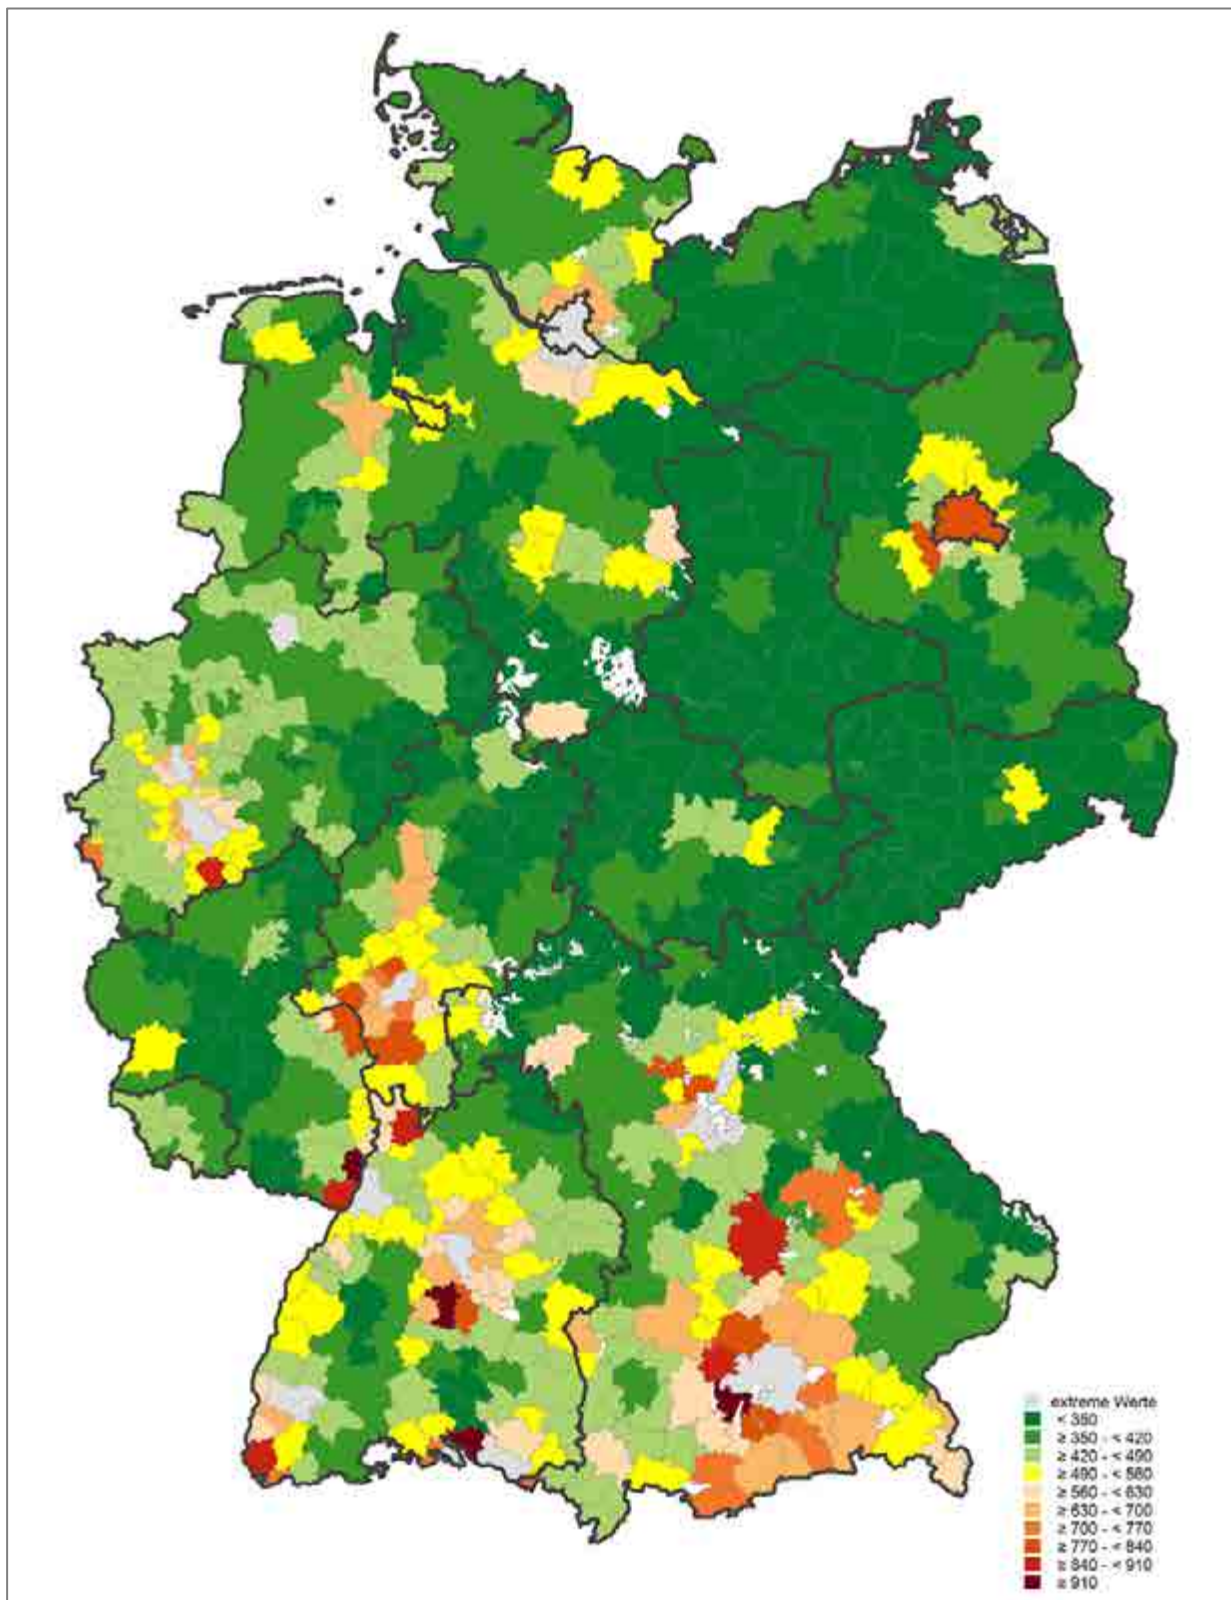 extreme Werte
< 350
≥ 350 - < 420
≥ 420 - < 490
≥ 490 - < 560
≥ 560 - < 630
≥ 630 - < 700
≥ 700 - < 770
≥ 770 - < 840
≥ 840 - < 910
≥ 910